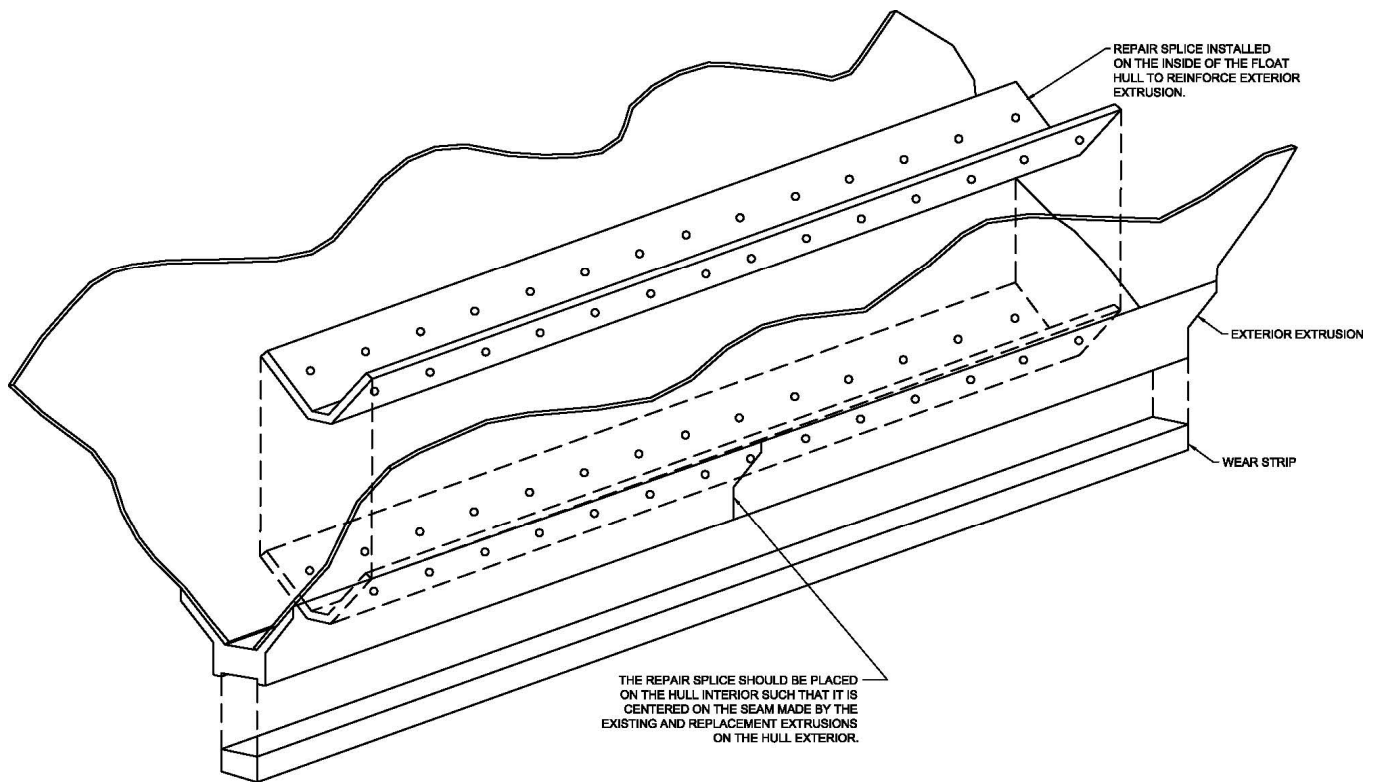 REPAIR SPLICE INSTALLED
ON THE INSIDE OF THE FLOAT
HULL TO REINFORCE EXTERIOR
EXTRUSION.
EXTERIOR EXTRUSION
WEAR STRIP
THE REPAIR SPLICE SHOULD BE PLACED
ON THE HULL INTERIOR SUCH THAT IT IS
CENTERED ON THE SEAM MADE BY THE
EXISTING AND REPLACEMENT EXTRUSIONS
ON THE HULL EXTERIOR.